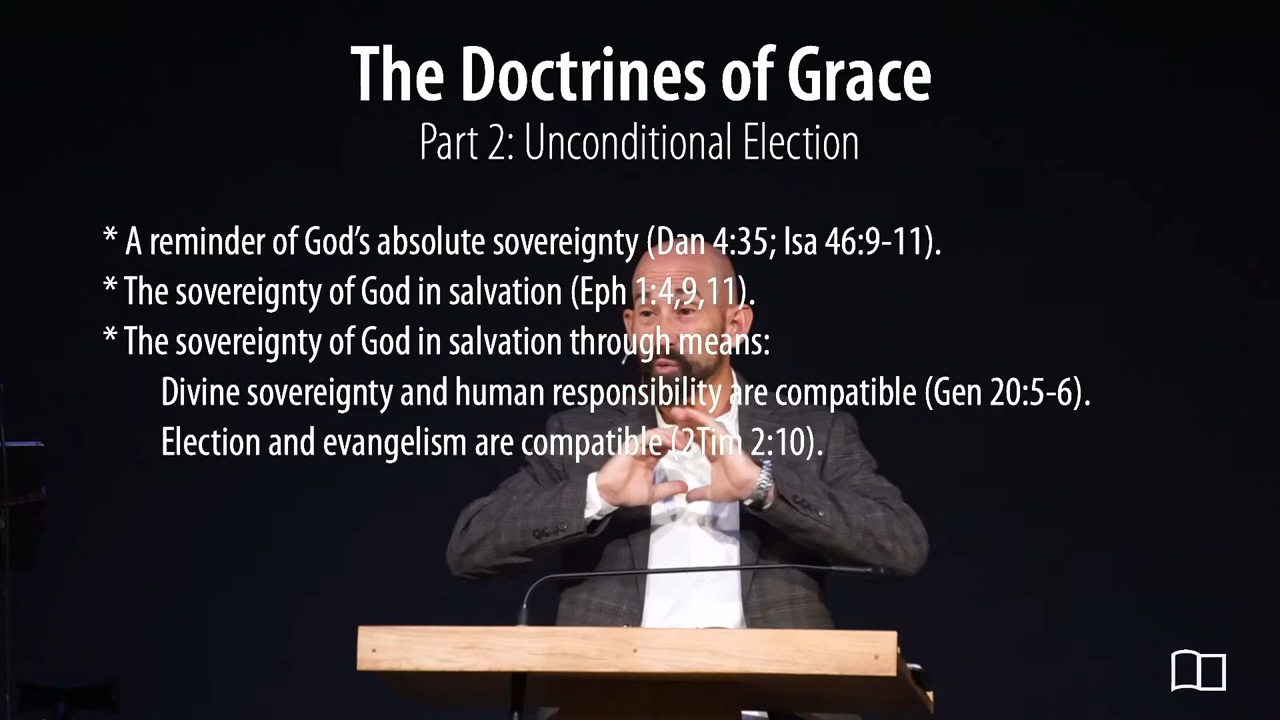 The Doctrines of Grace
Part 2: Unconditional Election
* A reminder of God's absolute sovereignty (Dan 4:35; Isa 46:9-11).
* The sovereignty of God in salvation (Eph 1:4,9,11).
* The sovereignty of God in salvation through means:
Divine sovereignty and human responsibility are compatible (Gen 20:5-6).
Election and evangelism are compatible (2Tim 2:10).